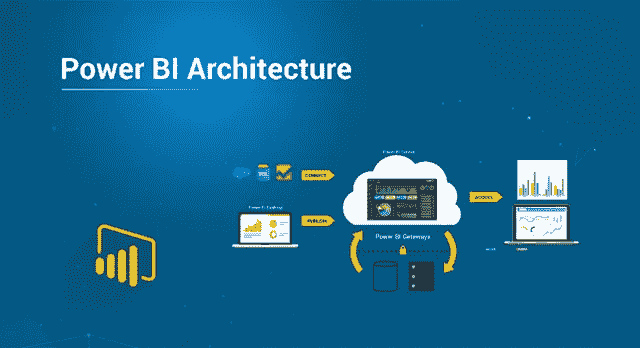 Power BI Architecture
Power BI Service
CONNECT
ACCESS
Power BI Desktop
PUBLISH
Power BI Gateways